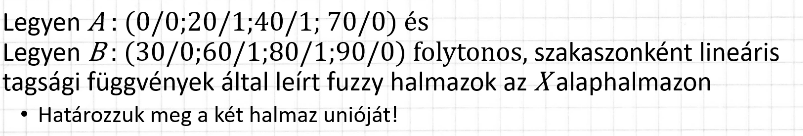 Legyen A: (0/0;20/1;40/1; 70/0) és
Legyen B: (30/0;60/1;80/1;90/0) folytonos, szakaszonként lineáris
tagsági függvények által leírt fuzzy halmazok az X alaphalmazon
• Határozzuk meg a két halmaz unióját!